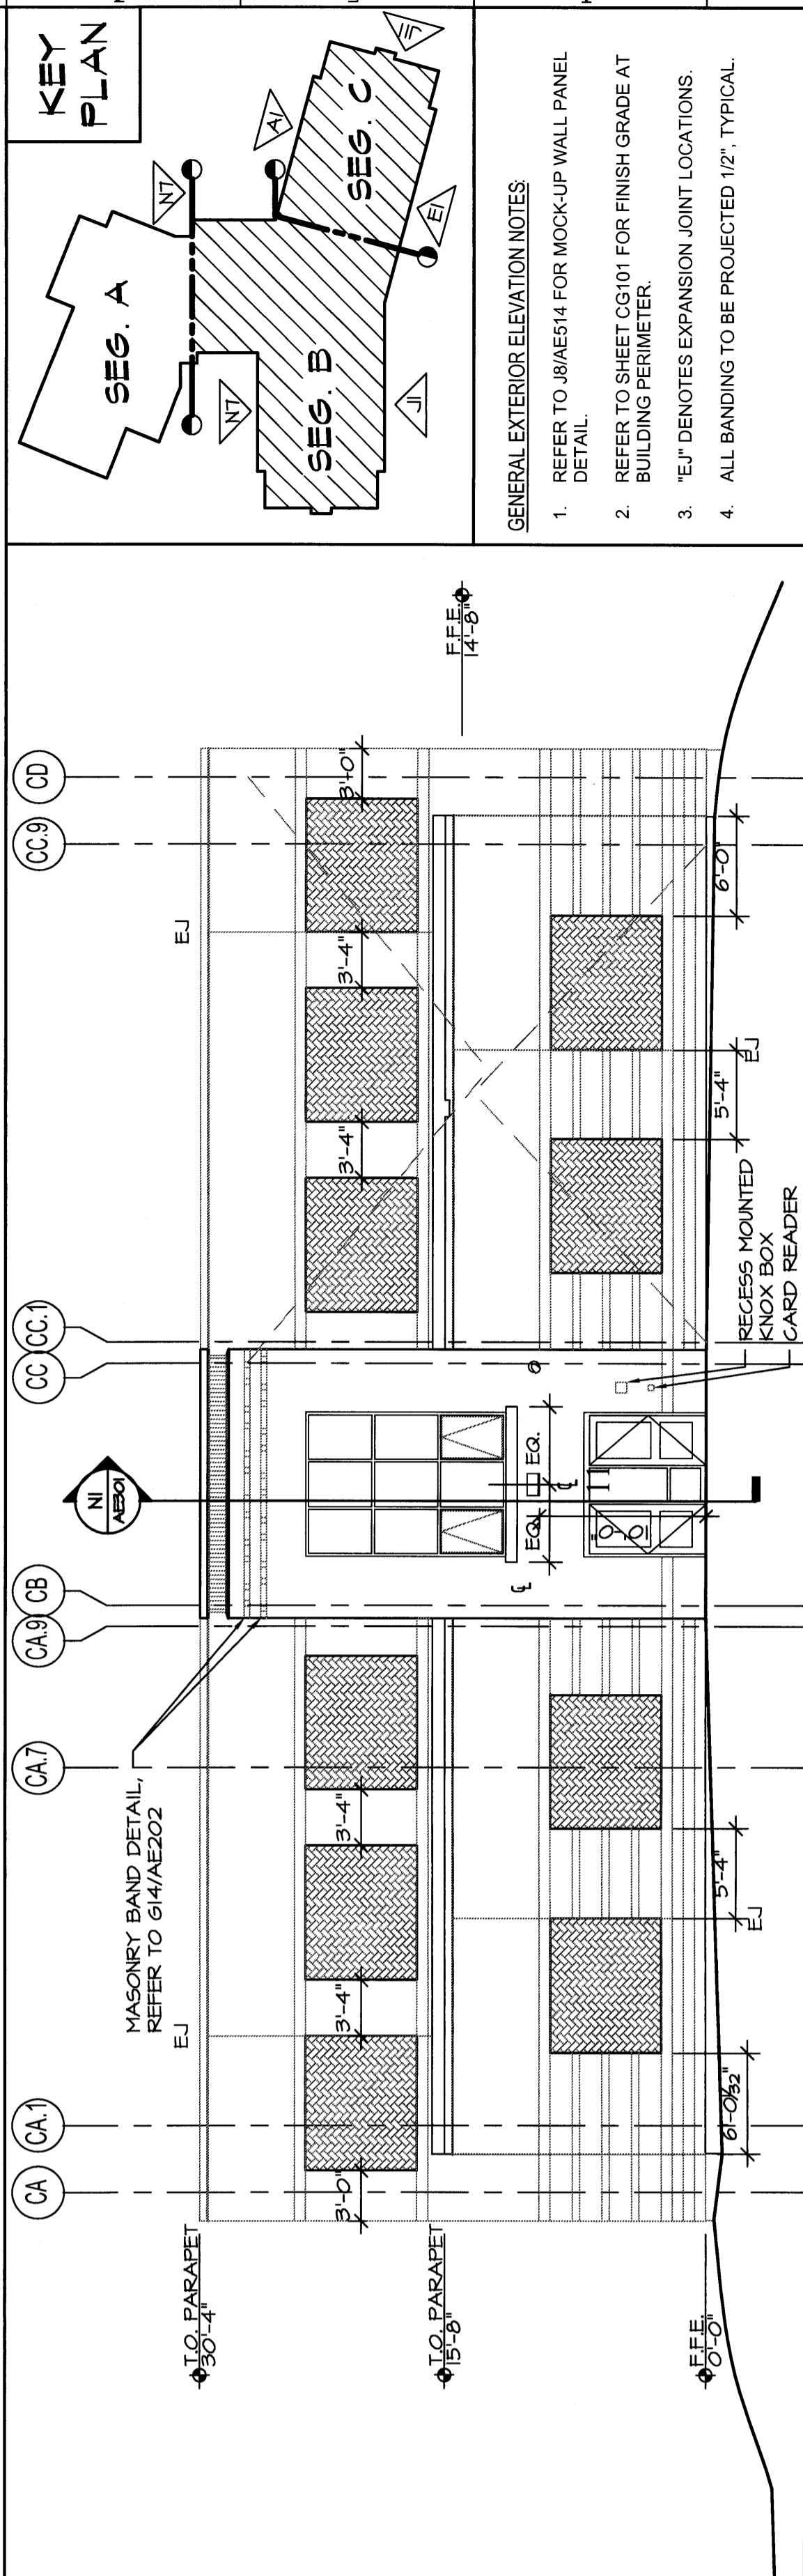 CA
CA.1
CA.7
CA.9
CB
CC
CC.1
CC.9
CD
MASONRY BAND DETAIL,
REFER TO G14/AE202
N1
AE301
EJ
EJ
T.O. PARAPET
30'-4"
3'-0"
3'-4"
3'-4"
3'-4"
3'-4"
3'-0"
T.O. PARAPET
15'-8"
F.F.E.
14'-8"
EQ.
EQ.
℄
℄
F.F.E.
0'-0"
5'-4"
EJ
5'-4"
EJ
6'-0"
RECESS MOUNTED
KNOX BOX
CARD READER
KEY
PLAN
SEG. A
SEG. B
SEG. C
N7
N7
A1
E1
J1
GENERAL EXTERIOR ELEVATION NOTES:
1. REFER TO J8/AE514 FOR MOCK-UP WALL PANEL
DETAIL.
2. REFER TO SHEET CG101 FOR FINISH GRADE AT
BUILDING PERIMETER.
3. "EJ" DENOTES EXPANSION JOINT LOCATIONS.
4. ALL BANDING TO BE PROJECTED 1/2", TYPICAL.